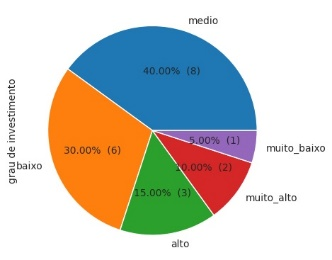 medio
40.00% (8)
grau de investimento
baixo
30.00% (6)
5.00% (1)
muito_baixo
10.00% (2)
muito_alto
15.00% (3)
alto